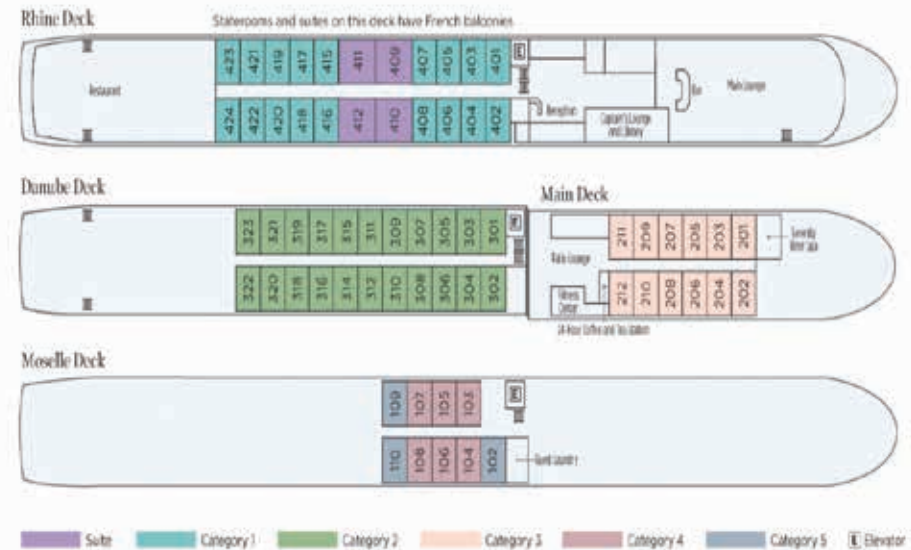 Rhine Deck
Staterooms and suites on this deck have French balconies
423 421 419 417 415 411 409 407 405 403 401 E
Restaurant
Bar
Main Lounge
Reception
Captain's Lounge
and Library
424 422 420 418 416 412 410 408 406 404 402
Danube Deck
Main Deck
323 321 319 317 315 311 309 307 305 303 301 E
211 209 207 205 203 201
Serenity
River Spa
Lounge
322 320 318 316 314 312 310 308 306 304 302
Fitness
Center
212 210 208 206 204 202
24-Hour Coffee and Tea Station
Moselle Deck
109 107 105 103 E
110 108 106 104 102
Guest Laundry
Suite
Category 1
Category 2
Category 3
Category 4
Category 5
E Elevator